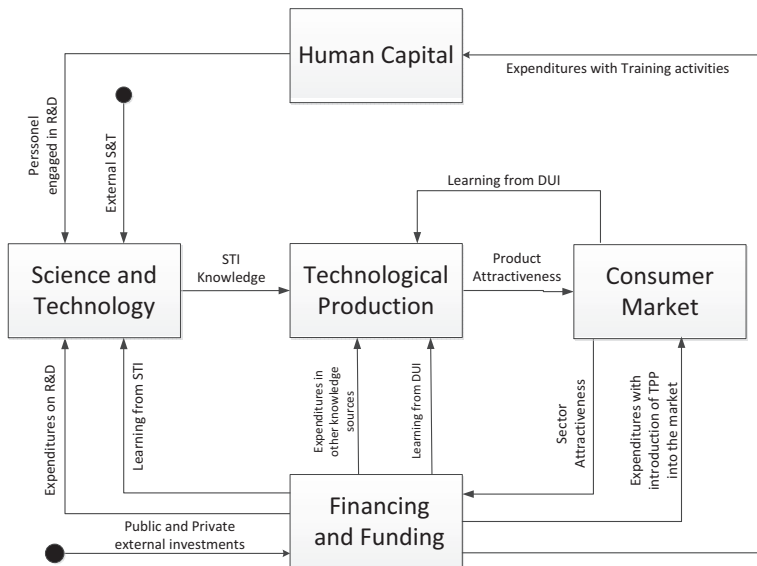 Human Capital
Expenditures with Training activities
Perssonel
engaged in R&D
External S&T
Learning from DUI
Science and
Technology
STI
Knowledge
Technological
Production
Product
Attractiveness
Consumer
Market
Expenditures on R&D
Learning from STI
Expenditures in
other knowledge
sources
Learning from DUI
Sector
Attractiveness
Expenditures with
introduction of TPP
into the market
Financing
and Funding
Public and Private
external investments